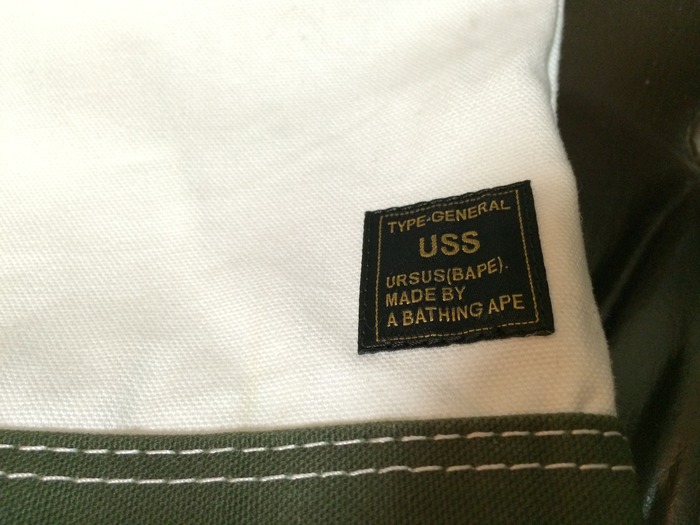 TYPE-GENERAL
USS
URSUS(BAPE).
MADE BY
A BATHING APE